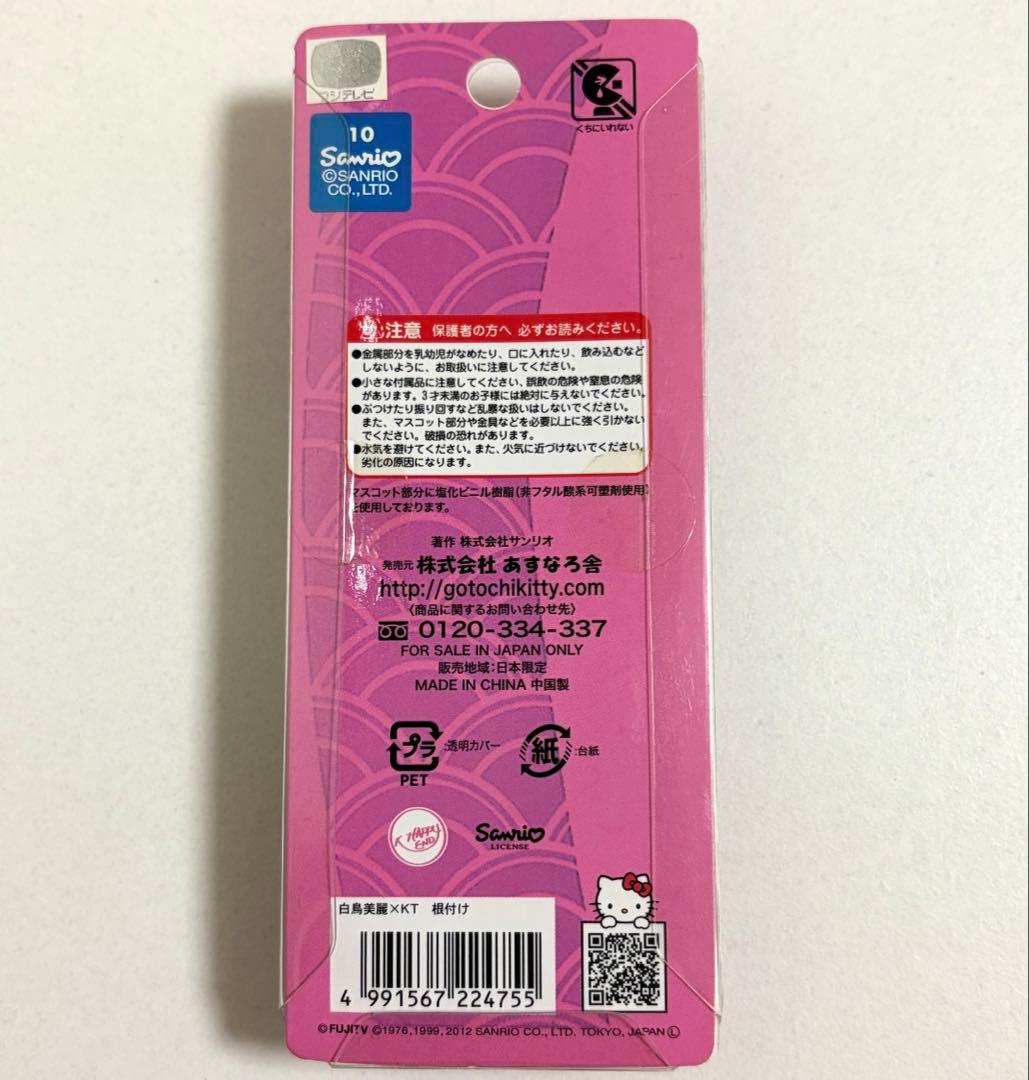 フジテレビ
10
Sanrio
©SANRIO
CO., LTD.
くちにいれない
注意 保護者の方へ 必ずお読みください。
●金属部分を乳幼児がなめたり、口に入れたり、飲み込むなど
しないように、お取扱いに注意してください。
●小さな付属品に注意してください、誤飲の危険や窒息の危険
があります。3才未満のお子様には絶対に与えないでください。
●ぶつけたり振り回すなど乱暴な扱いはしないでください。
また、マスコット部分や金具などを必要以上に強く引かない
でください。破損の恐れがあります。
●水気を避けてください。また、火気に近づけないでください。
劣化の原因になります。
マスコット部分に塩化ビニル樹脂(非フタル酸系可塑剤使用)
を使用しております。
著作 株式会社サンリオ
発売元 株式会社 あすなろ舎
http://gotochikitty.com
〈商品に関するお問い合わせ先〉
0120-334-337
FOR SALE IN JAPAN ONLY
販売地域:日本限定
MADE IN CHINA 中国製
プラ :透明カバー
PET
紙 :台紙
HAPPY
END
Sanrio
LICENSE
白鳥美麗×KT 根付け
4 991567 224755
©FUJITV ©1976, 1999, 2012 SANRIO CO., LTD. TOKYO, JAPAN Ⓛ